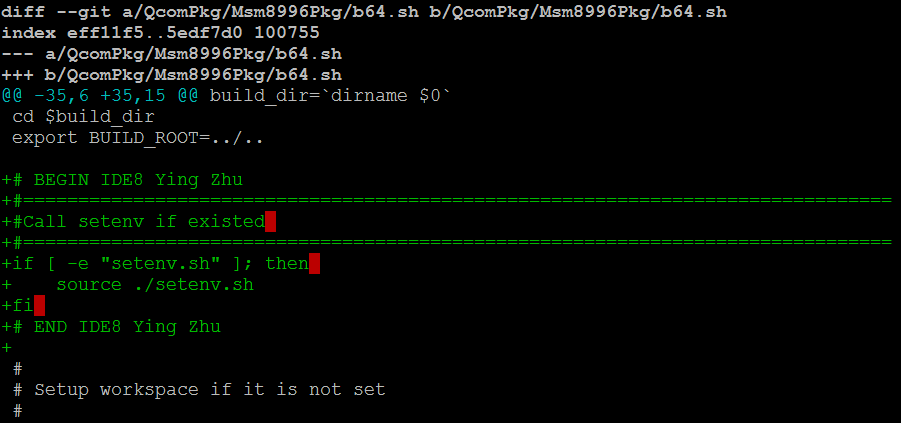 diff --git a/QcomPkg/Msm8996Pkg/b64.sh b/QcomPkg/Msm8996Pkg/b64.sh
index eff11f5..5edf7d0 100755
--- a/QcomPkg/Msm8996Pkg/b64.sh
+++ b/QcomPkg/Msm8996Pkg/b64.sh
@@ -35,6 +35,15 @@ build_dir=`dirname $0`
 cd $build_dir
 export BUILD_ROOT=../..

+# BEGIN IDE8 Ying Zhu
+#==============================================================================
+#Call setenv if existed
+#==============================================================================
+if [ -e "setenv.sh" ]; then
+    source ./setenv.sh
+fi
+# END IDE8 Ying Zhu
+
 #
 # Setup workspace if it is not set
 #